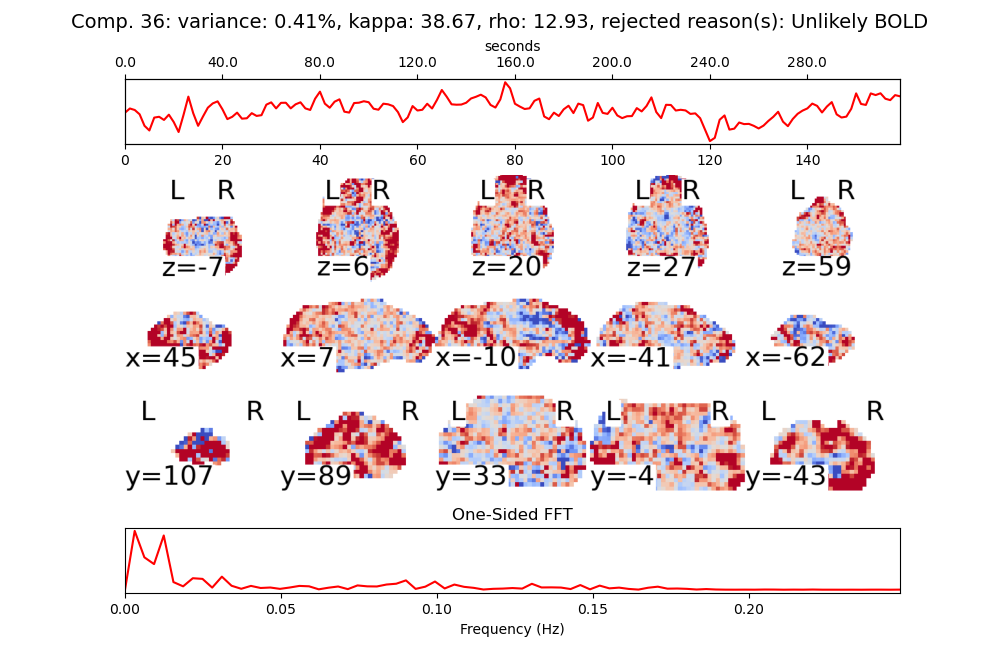 Comp. 36: variance: 0.41%, kappa: 38.67, rho: 12.93, rejected reason(s): Unlikely BOLD
seconds
0.0 40.0 80.0 120.0 160.0 200.0 240.0 280.0
0 20 40 60 80 100 120 140
L R L R L R L R L R
z=-7 z=6 z=20 z=27 z=59
x=45 x=7 x=-10 x=-41 x=-62
L R L R L R L R L R
y=107 y=89 y=33 y=-4 y=-43
One-Sided FFT
0.00 0.05 0.10 0.15 0.20
Frequency (Hz)